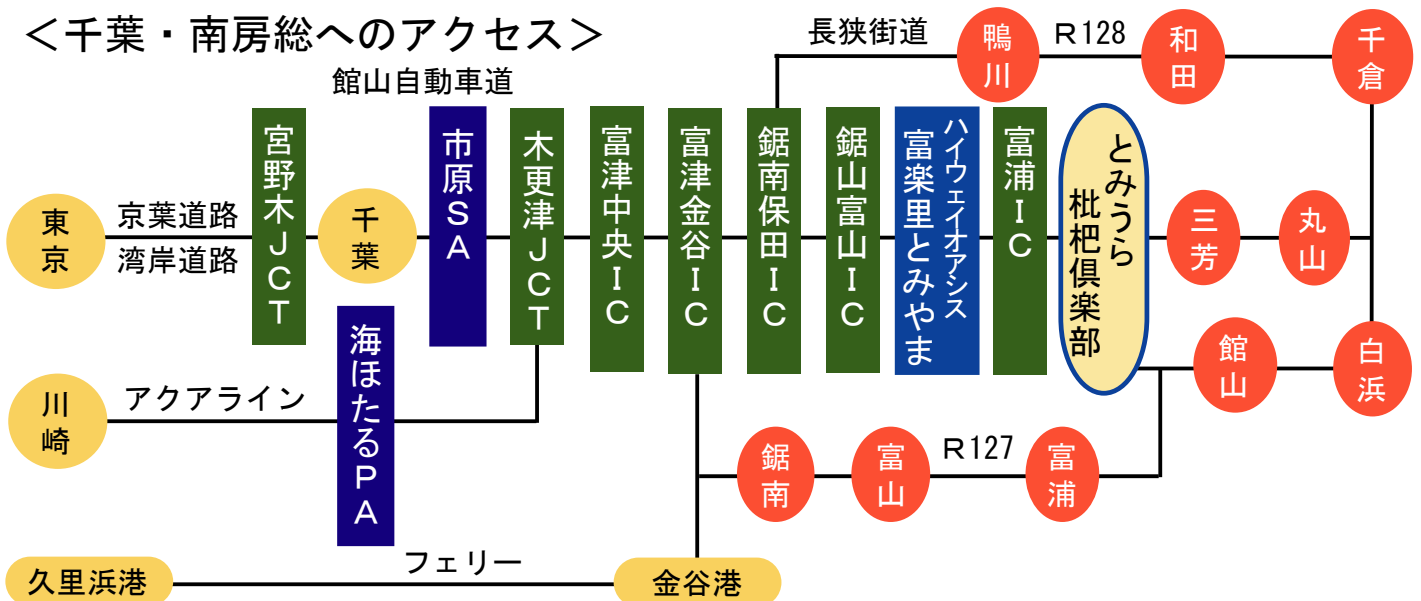 ＜千葉・南房総へのアクセス＞
館山自動車道
長狭街道
鴨川
Ｒ128
和田
千倉
東京
京葉道路
湾岸道路
宮野木ＪＣＴ
千葉
市原ＳＡ
木更津ＪＣＴ
富津中央ＩＣ
富津金谷ＩＣ
鋸南保田ＩＣ
鋸山富山ＩＣ
ハイウェイオアシス
富楽里とみやま
富浦ＩＣ
とみうら
枇杷倶楽部
三芳
丸山
川崎
アクアライン
海ほたるＰＡ
館山
白浜
鋸南
富山
Ｒ127
富浦
久里浜港
フェリー
金谷港